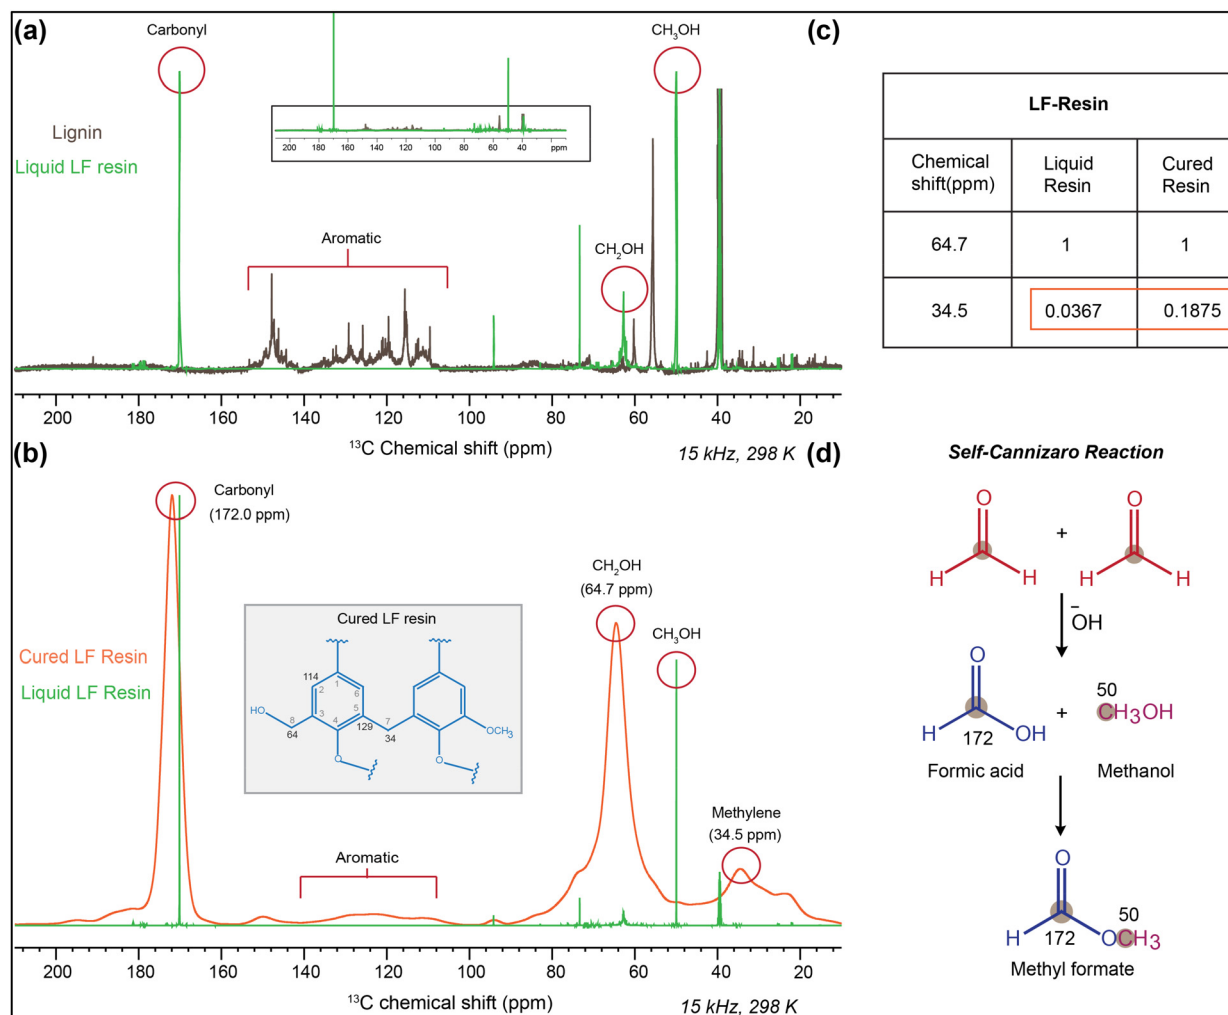 (a)
Carbonyl
CH3OH
Lignin
Liquid LF resin
210 180 160 140 120 100 80 60 40 ppm
Aromatic
CH2OH
200 180 160 140 120 100 80 60 40 20
13C Chemical shift (ppm)
15 kHz, 298 K
(b)
Carbonyl
(172.0 ppm)
CH2OH
(64.7 ppm)
CH3OH
Cured LF Resin
Liquid LF Resin
Cured LF resin
114
2
1
6
HO
8
3
4
5
7
64
129
34
OCH3
O
O
Methylene
(34.5 ppm)
Aromatic
200 180 160 140 120 100 80 60 40 20
13C chemical shift (ppm)
15 kHz, 298 K
(c)
LF-Resin
Chemical shift(ppm) Liquid Resin Cured Resin
64.7 1 1
34.5 0.0367 0.1875
(d)
Self-Cannizaro Reaction
O O
+
H H H H
−OH
O
50
+ CH3OH
H 172 OH
Formic acid Methanol
O
50
H 172 OCH3
Methyl formate